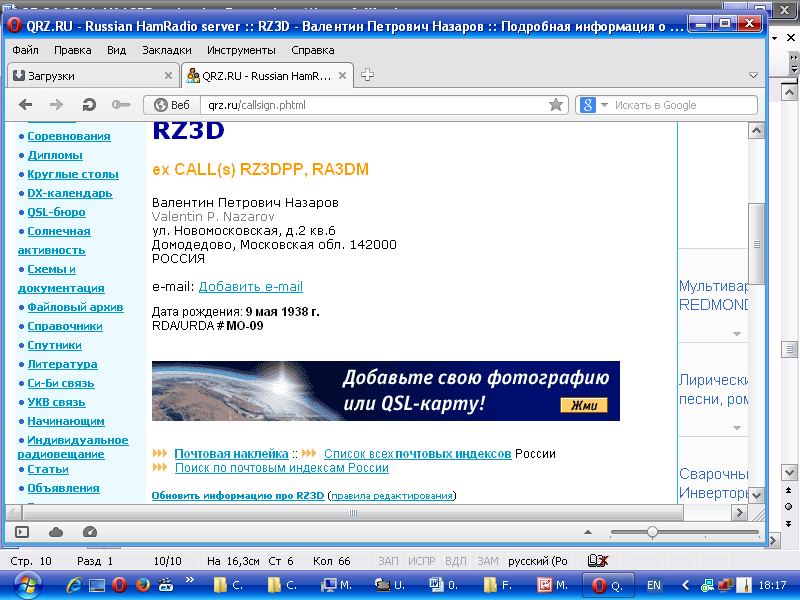 QRZ.RU - Russian HamRadio server :: RZ3D - Валентин Петрович Назаров :: Подробная информация о ...
Файл Правка Вид Закладки Инструменты Справка
Загрузки
QRZ.RU - Russian HamR...
Веб
qrz.ru/callsign.phtml
Искать в Google
Соревнования
Дипломы
Круглые столы
DX-календарь
QSL-бюро
Солнечная
активность
Схемы и
документация
Файловый архив
Справочники
Спутники
Литература
Си-Би связь
УКВ связь
Начинающим
Индивидуальное
радиовещание
Статьи
Объявления
RZ3D
ex CALL(s) RZ3DPP, RA3DM
Валентин Петрович Назаров
Valentin P. Nazarov
ул. Новомосковская, д.2 кв.6
Домодедово, Московская обл. 142000
РОССИЯ
e-mail: Добавить e-mail
Дата рождения: 9 мая 1938 г.
RDA/URDA # MO-09
Добавьте свою фотографию
или QSL-карту!
Жми
Почтовая наклейка :: Список всех почтовых индексов России
Поиск по почтовым индексам России
Обновить информацию про RZ3D (правила редактирования)
Мультивар
REDMOND
Лирически
песни, ром
Сварочны
Инверторь
Стр. 10 Разд 1 10/10 На 16,3см Ст 6 Кол 66 ЗАП ИСПР ВДЛ ЗАМ русский (Ро
С. С. М. U. 0. F. М. Q. EN 18:17